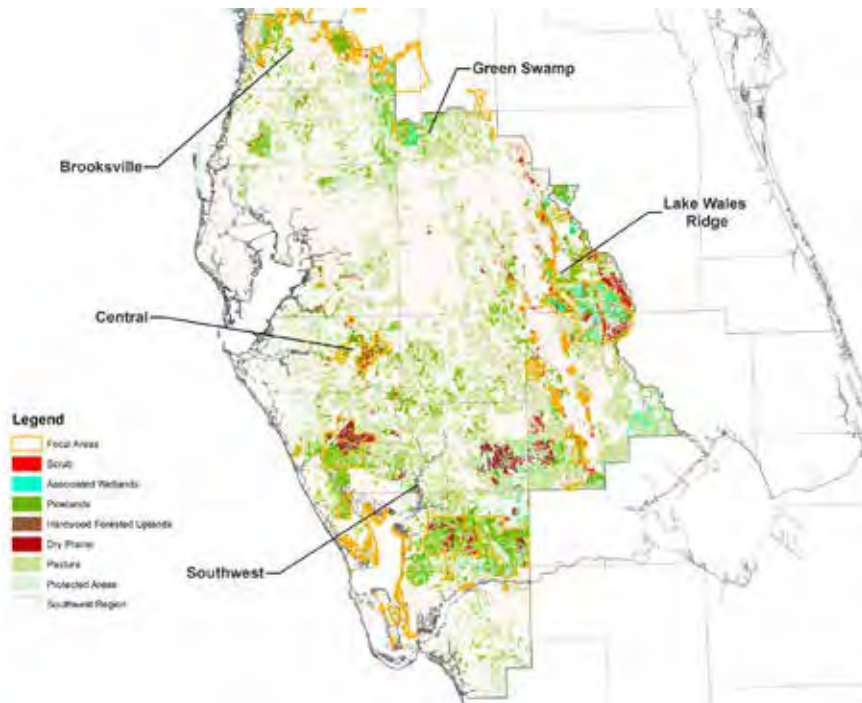 Green Swamp
Brooksville
Lake Wales
Ridge
Central
Legend
Focal Areas
Scrub
Associated Wetlands
Pinelands
Hardwood Forested Uplands
Dry Prairie
Pasture
Protected Areas
Southwest Region
Southwest